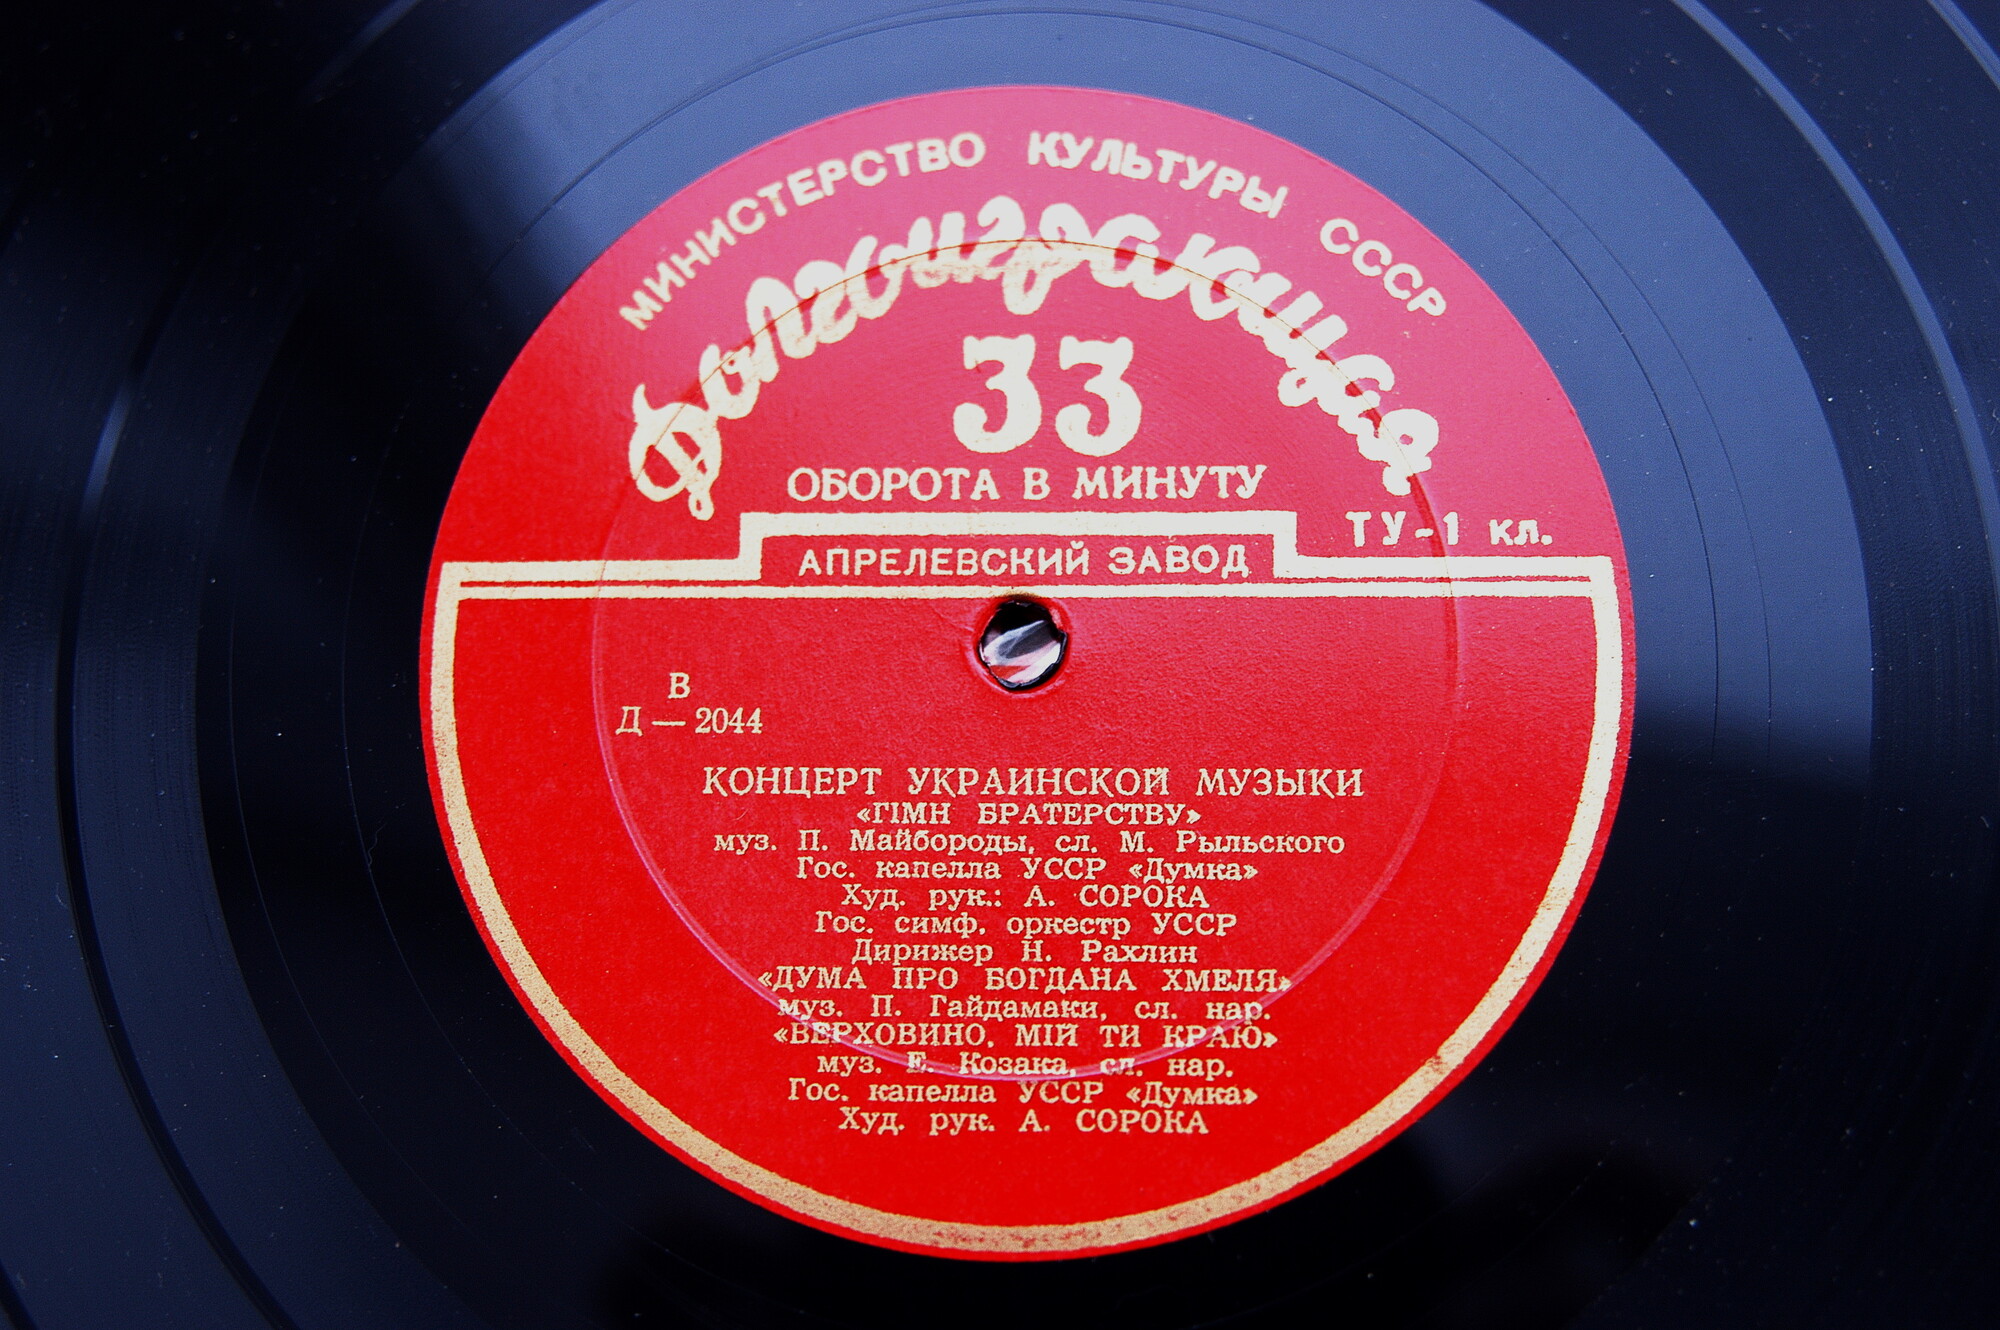 МИНИСТЕРСТВО КУЛЬТУРЫ СССР
Долгоиграющая
33
ОБОРОТА В МИНУТУ
ТУ-1 кл.
АПРЕЛЕВСКИЙ ЗАВОД
В
Д — 2044
КОНЦЕРТ УКРАИНСКОЙ МУЗЫКИ
«ГІМН БРАТЕРСТВУ»
муз. П. Майбороды, сл. М. Рыльского
Гос. капелла УССР «Думка»
Худ. рук.: А. СОРОКА
Гос. симф. оркестр УССР
Дирижер Н. Рахлин
«ДУМА ПРО БОГДАНА ХМЕЛЯ»
муз. П. Гайдамаки, сл. нар.
«ВЕРХОВИНО, МІЙ ТИ КРАЮ»
муз. Е. Козака, сл. нар.
Гос. капелла УССР «Думка»
Худ. рук. А. СОРОКА